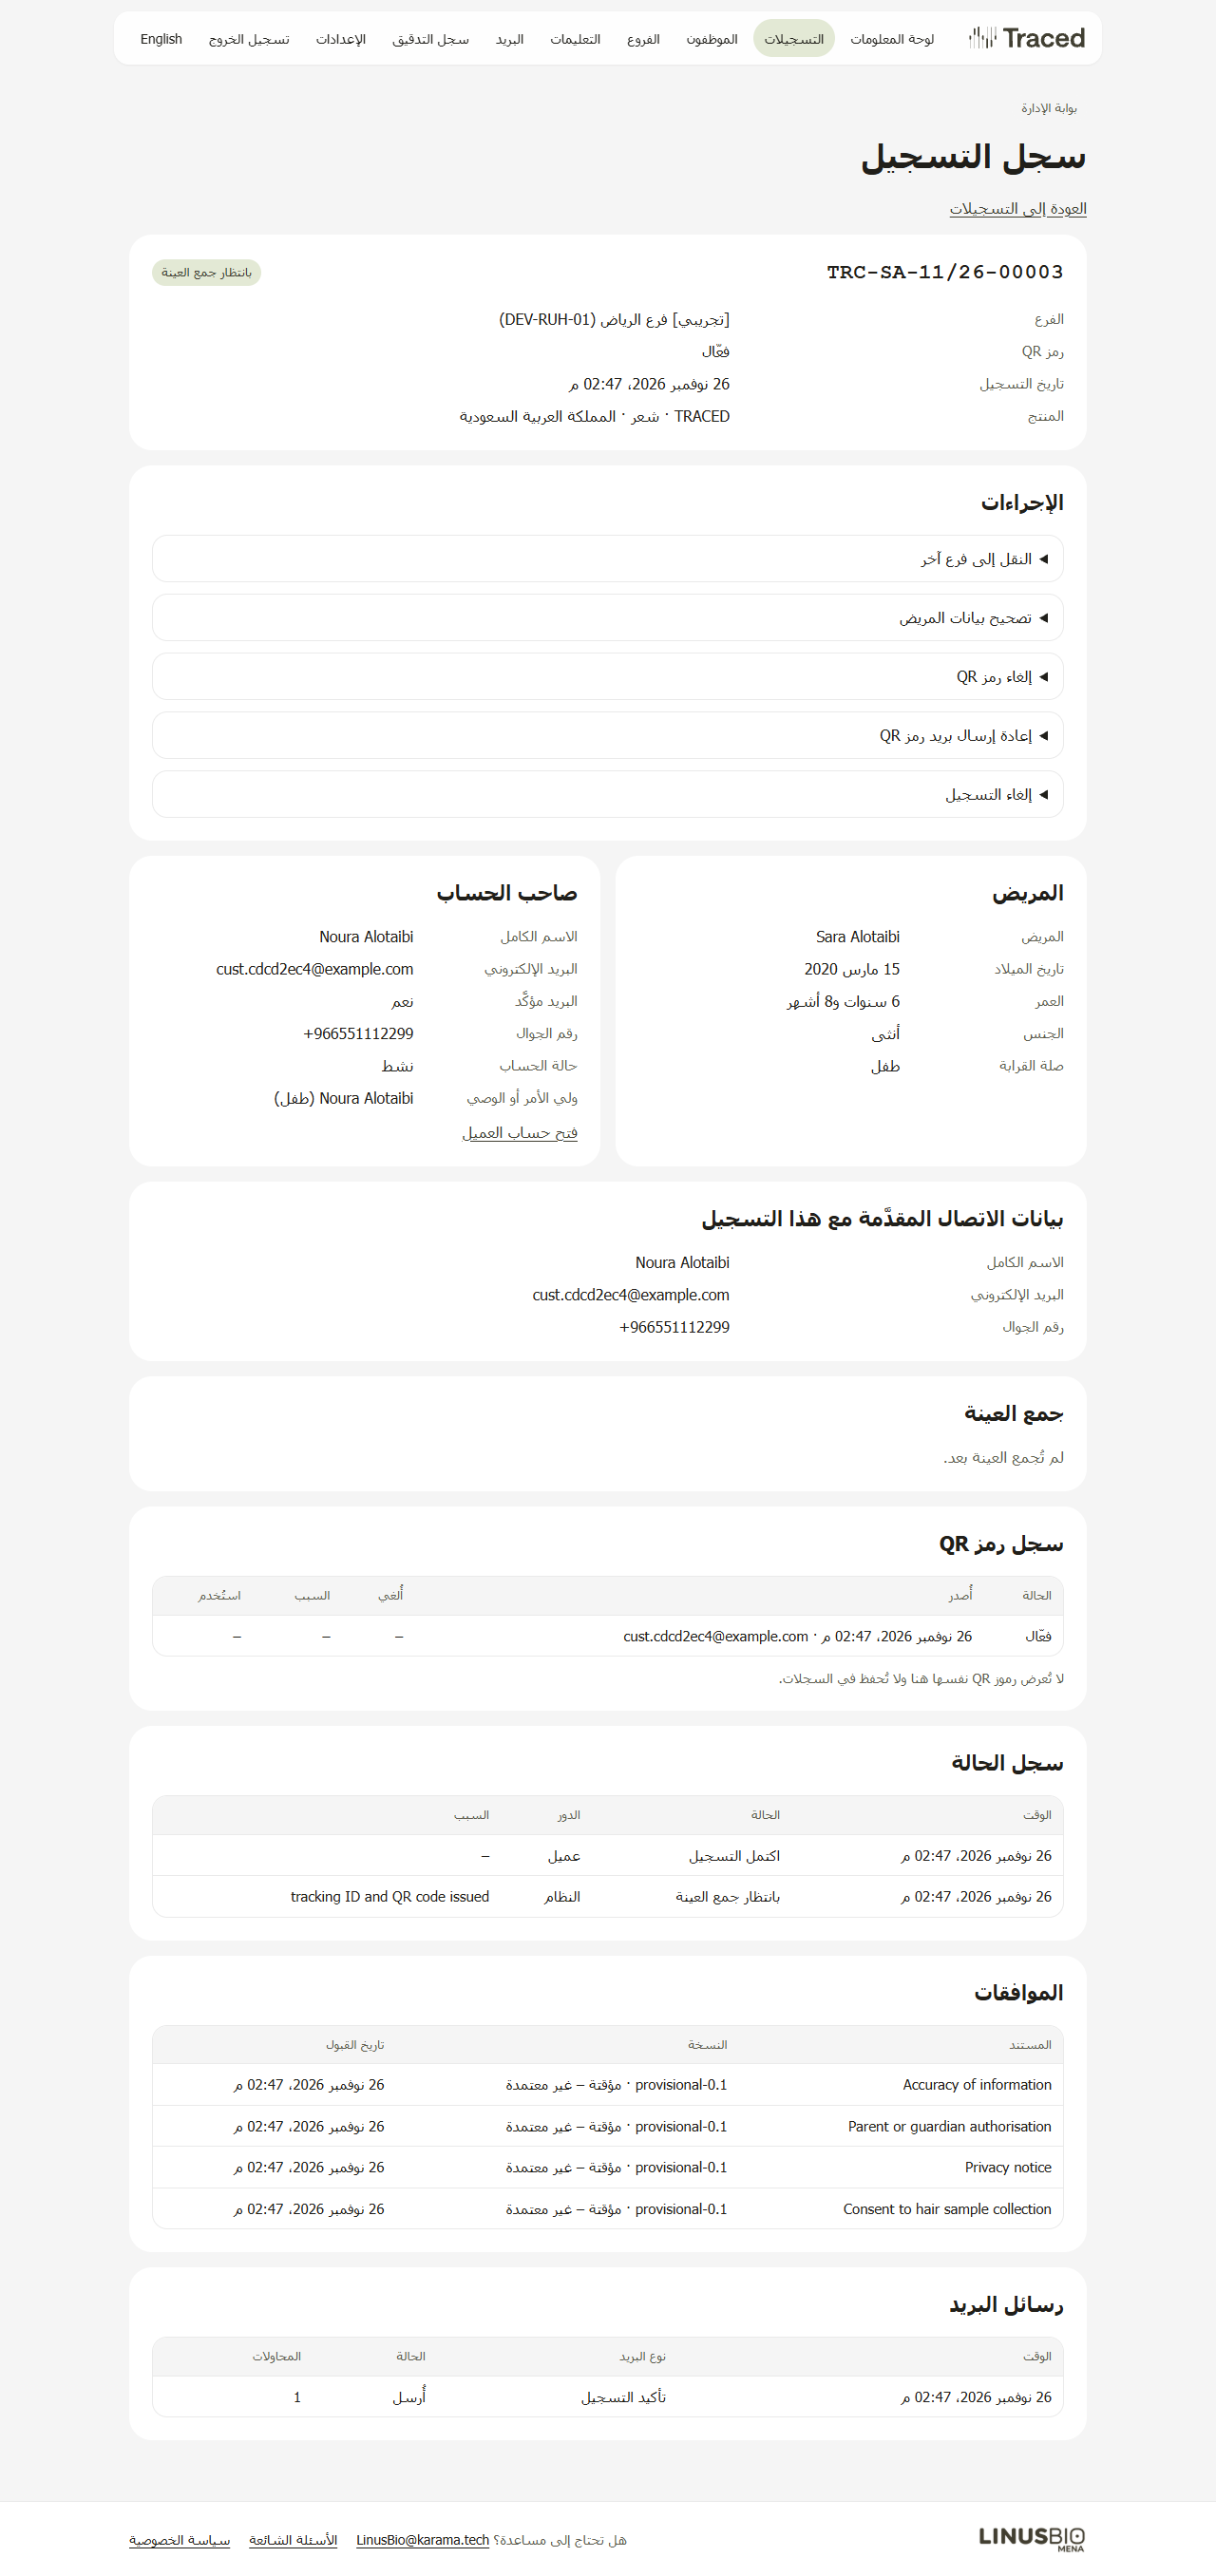 Traced
لوحة المعلومات التسجيلات الموظفون الفروع التعليمات البريد سجل التدقيق الإعدادات تسجيل الخروج English
بوابة الإدارة
سجل التسجيل
العودة إلى التسجيلات
TRC-SA-11/26-00003 بانتظار جمع العينة
الفرع [تجريبي] فرع الرياض (DEV-RUH-01)
رمز QR فعّال
تاريخ التسجيل 26 نوفمبر 2026، 02:47 م
المنتج TRACED · شعر · المملكة العربية السعودية
الإجراءات
النقل إلى فرع آخر
تصحيح بيانات المريض
إلغاء رمز QR
إعادة إرسال بريد رمز QR
إلغاء التسجيل
المريض
المريض Sara Alotaibi
تاريخ الميلاد 15 مارس 2020
العمر 6 سنوات و8 أشهر
الجنس أنثى
صلة القرابة طفل
صاحب الحساب
الاسم الكامل Noura Alotaibi
البريد الإلكتروني cust.cdcd2ec4@example.com
البريد مؤكّد نعم
رقم الجوال +966551112299
حالة الحساب نشط
ولي الأمر أو الوصي Noura Alotaibi (طفل)
فتح حساب العميل
بيانات الاتصال المقدَّمة مع هذا التسجيل
الاسم الكامل Noura Alotaibi
البريد الإلكتروني cust.cdcd2ec4@example.com
رقم الجوال +966551112299
جمع العينة
لم تُجمع العينة بعد.
سجل رمز QR
الحالة أُصدر أُلغي السبب استُخدم
فعّال 26 نوفمبر 2026، 02:47 م · cust.cdcd2ec4@example.com – – –
لا تُعرض رموز QR نفسها هنا ولا تُحفظ في السجلات.
سجل الحالة
الوقت الحالة الدور السبب
26 نوفمبر 2026، 02:47 م اكتمل التسجيل عميل –
26 نوفمبر 2026، 02:47 م بانتظار جمع العينة النظام tracking ID and QR code issued
الموافقات
المستند النسخة تاريخ القبول
Accuracy of information provisional-0.1 · مؤقتة – غير معتمدة 26 نوفمبر 2026، 02:47 م
Parent or guardian authorisation provisional-0.1 · مؤقتة – غير معتمدة 26 نوفمبر 2026، 02:47 م
Privacy notice provisional-0.1 · مؤقتة – غير معتمدة 26 نوفمبر 2026، 02:47 م
Consent to hair sample collection provisional-0.1 · مؤقتة – غير معتمدة 26 نوفمبر 2026، 02:47 م
رسائل البريد
الوقت نوع البريد الحالة المحاولات
26 نوفمبر 2026، 02:47 م تأكيد التسجيل أُرسل 1
LINUSBIO
MENA
هل تحتاج إلى مساعدة؟ LinusBio@karama.tech الأسئلة الشائعة سياسة الخصوصية